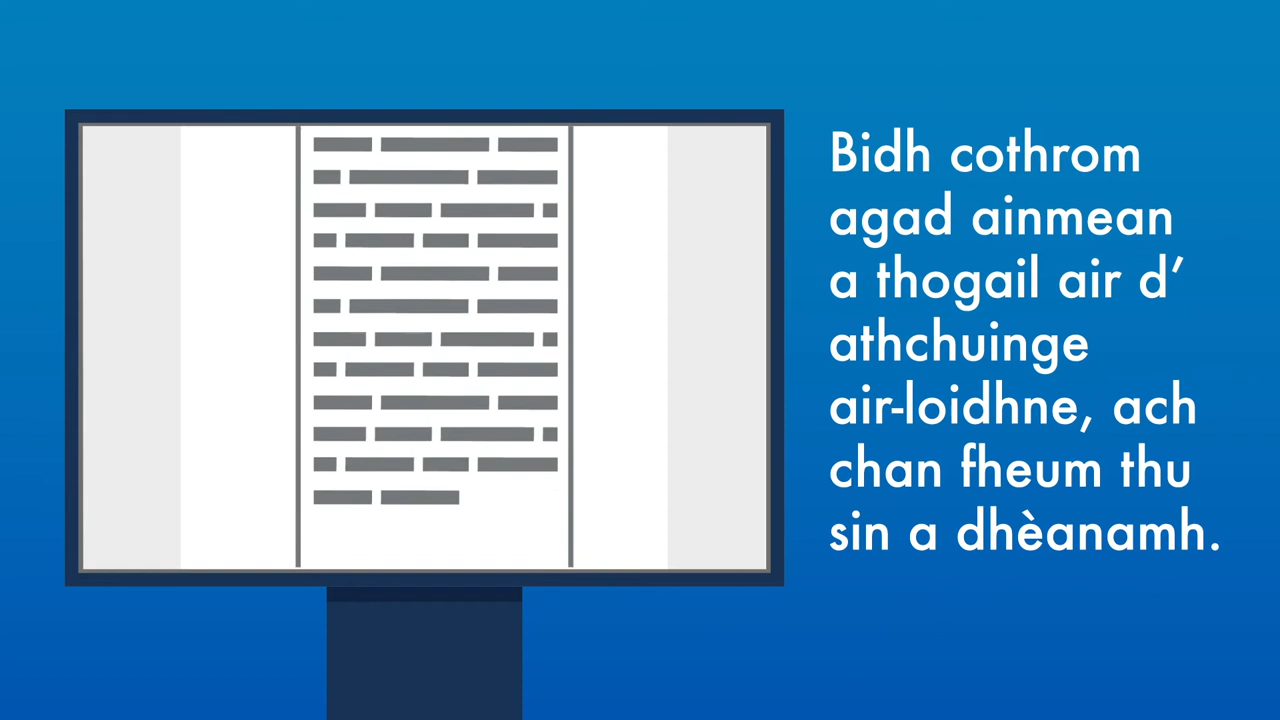 Bidh cothrom
agad ainmean
a thogail air d’
athchuinge
air-loidhne, ach
chan fheum thu
sin a dhèanamh.